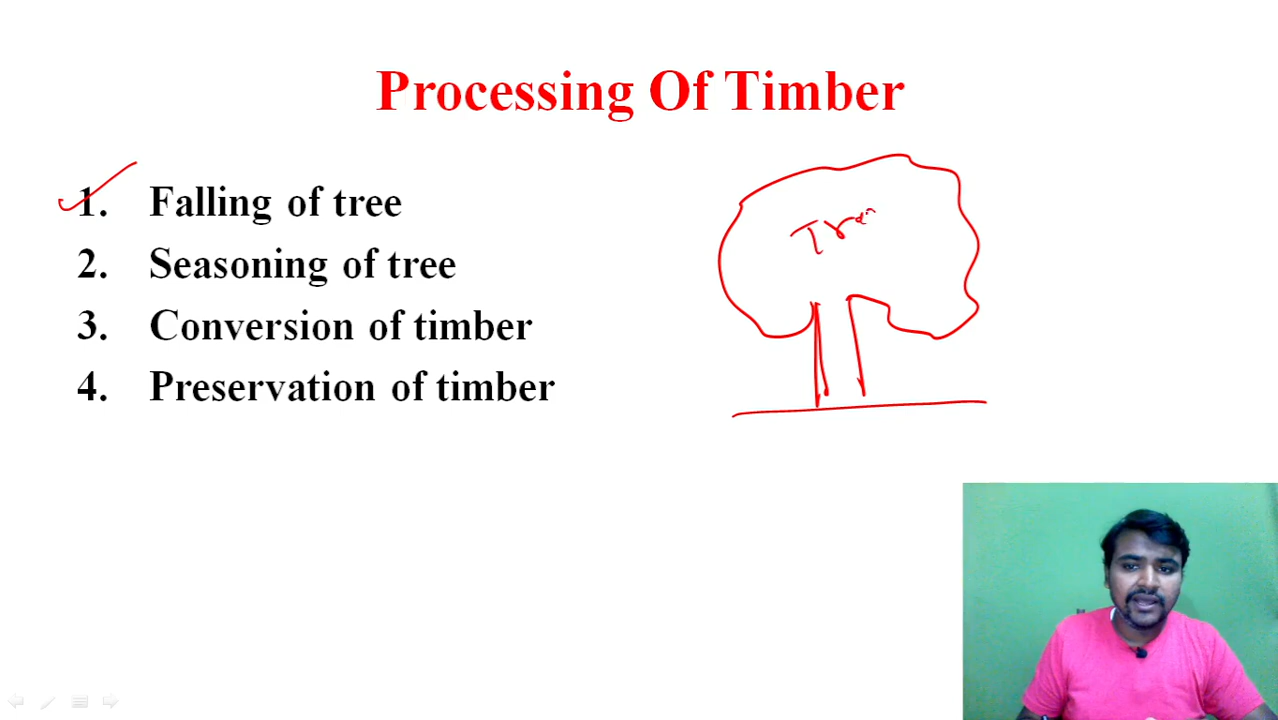 Processing Of Timber
1. Falling of tree
2. Seasoning of tree
3. Conversion of timber
4. Preservation of timber